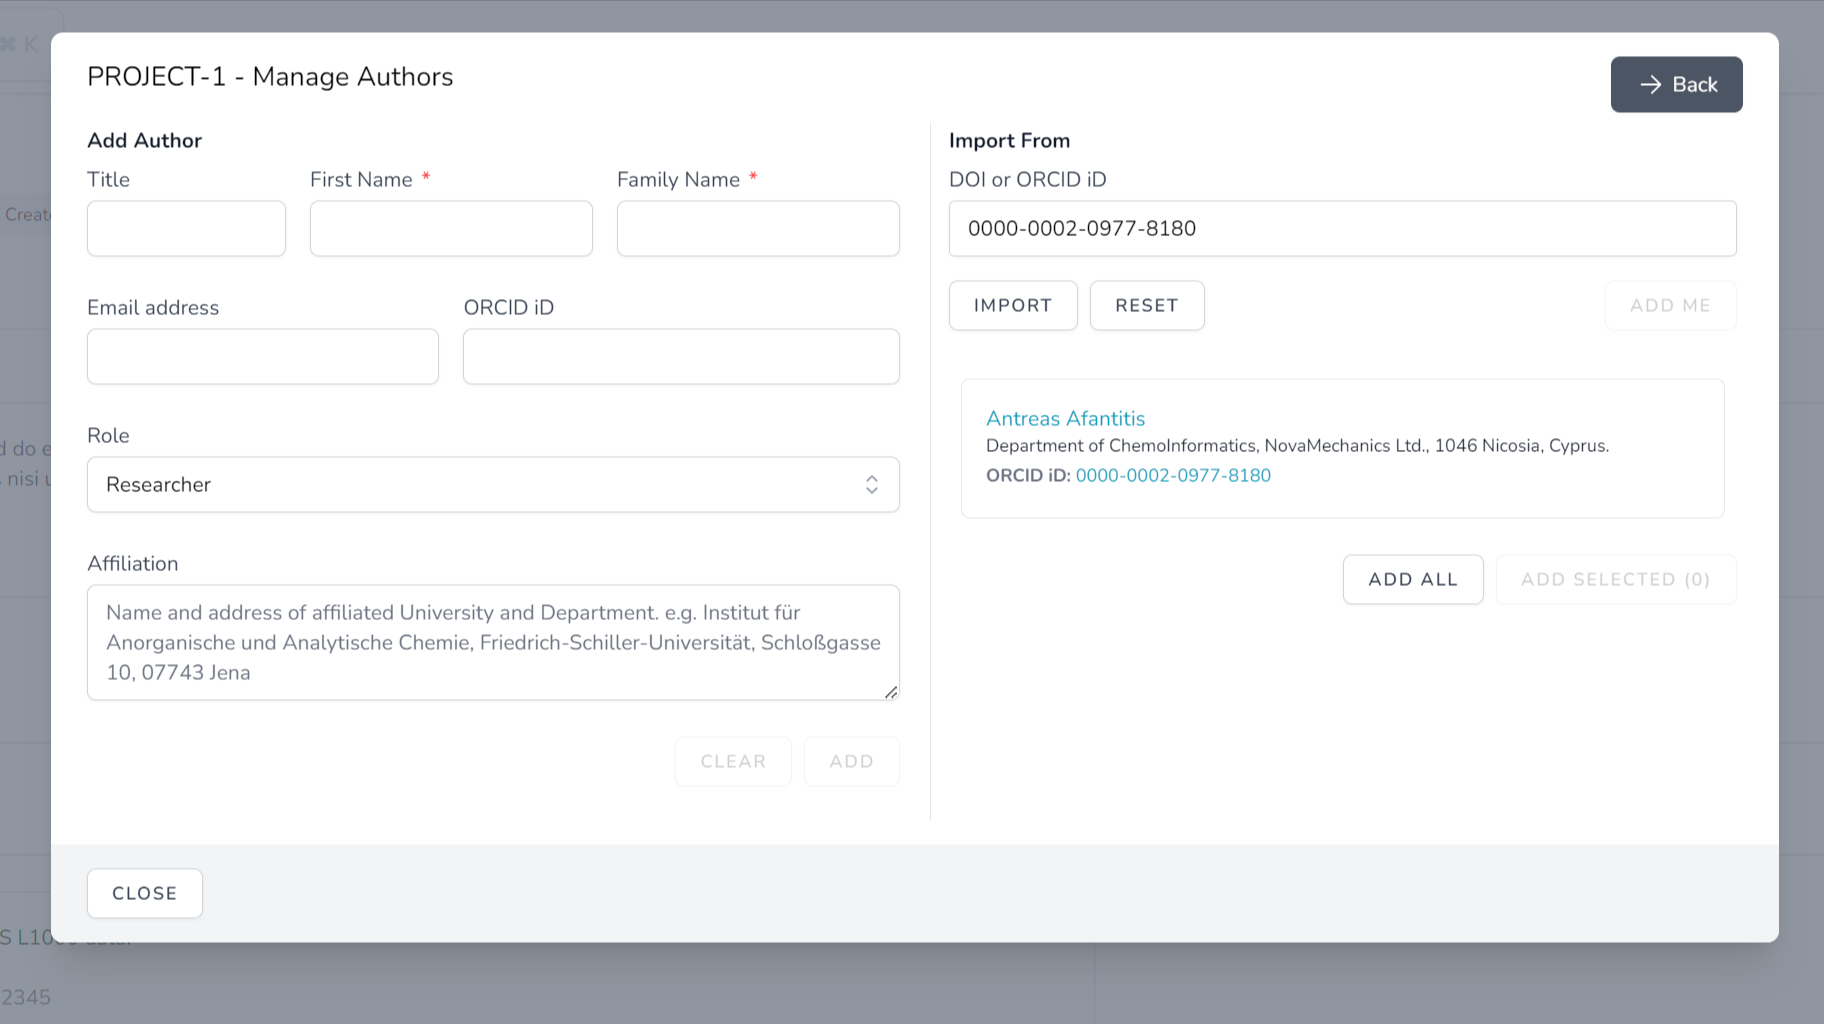 ⌘ K
PROJECT-1 - Manage Authors
Back
Add Author
Title
First Name *
Family Name *
Email address
ORCID iD
Role
Researcher
Affiliation
Name and address of affiliated University and Department. e.g. Institut für
Anorganische und Analytische Chemie, Friedrich-Schiller-Universität, Schloßgasse
10, 07743 Jena
CLEAR
ADD
Import From
DOI or ORCID iD
0000-0002-0977-8180
IMPORT
RESET
ADD ME
Antreas Afantitis
Department of ChemoInformatics, NovaMechanics Ltd., 1046 Nicosia, Cyprus.
ORCID iD: 0000-0002-0977-8180
ADD ALL
ADD SELECTED (0)
CLOSE
d do e
nisi u
2345